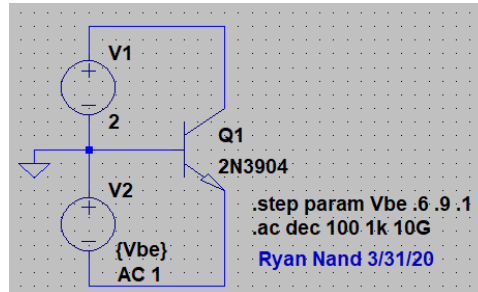 V1
2
Q1
2N3904
V2
{Vbe}
AC 1
.step param Vbe .6 .9 .1
.ac dec 100 1k 10G
Ryan Nand 3/31/20